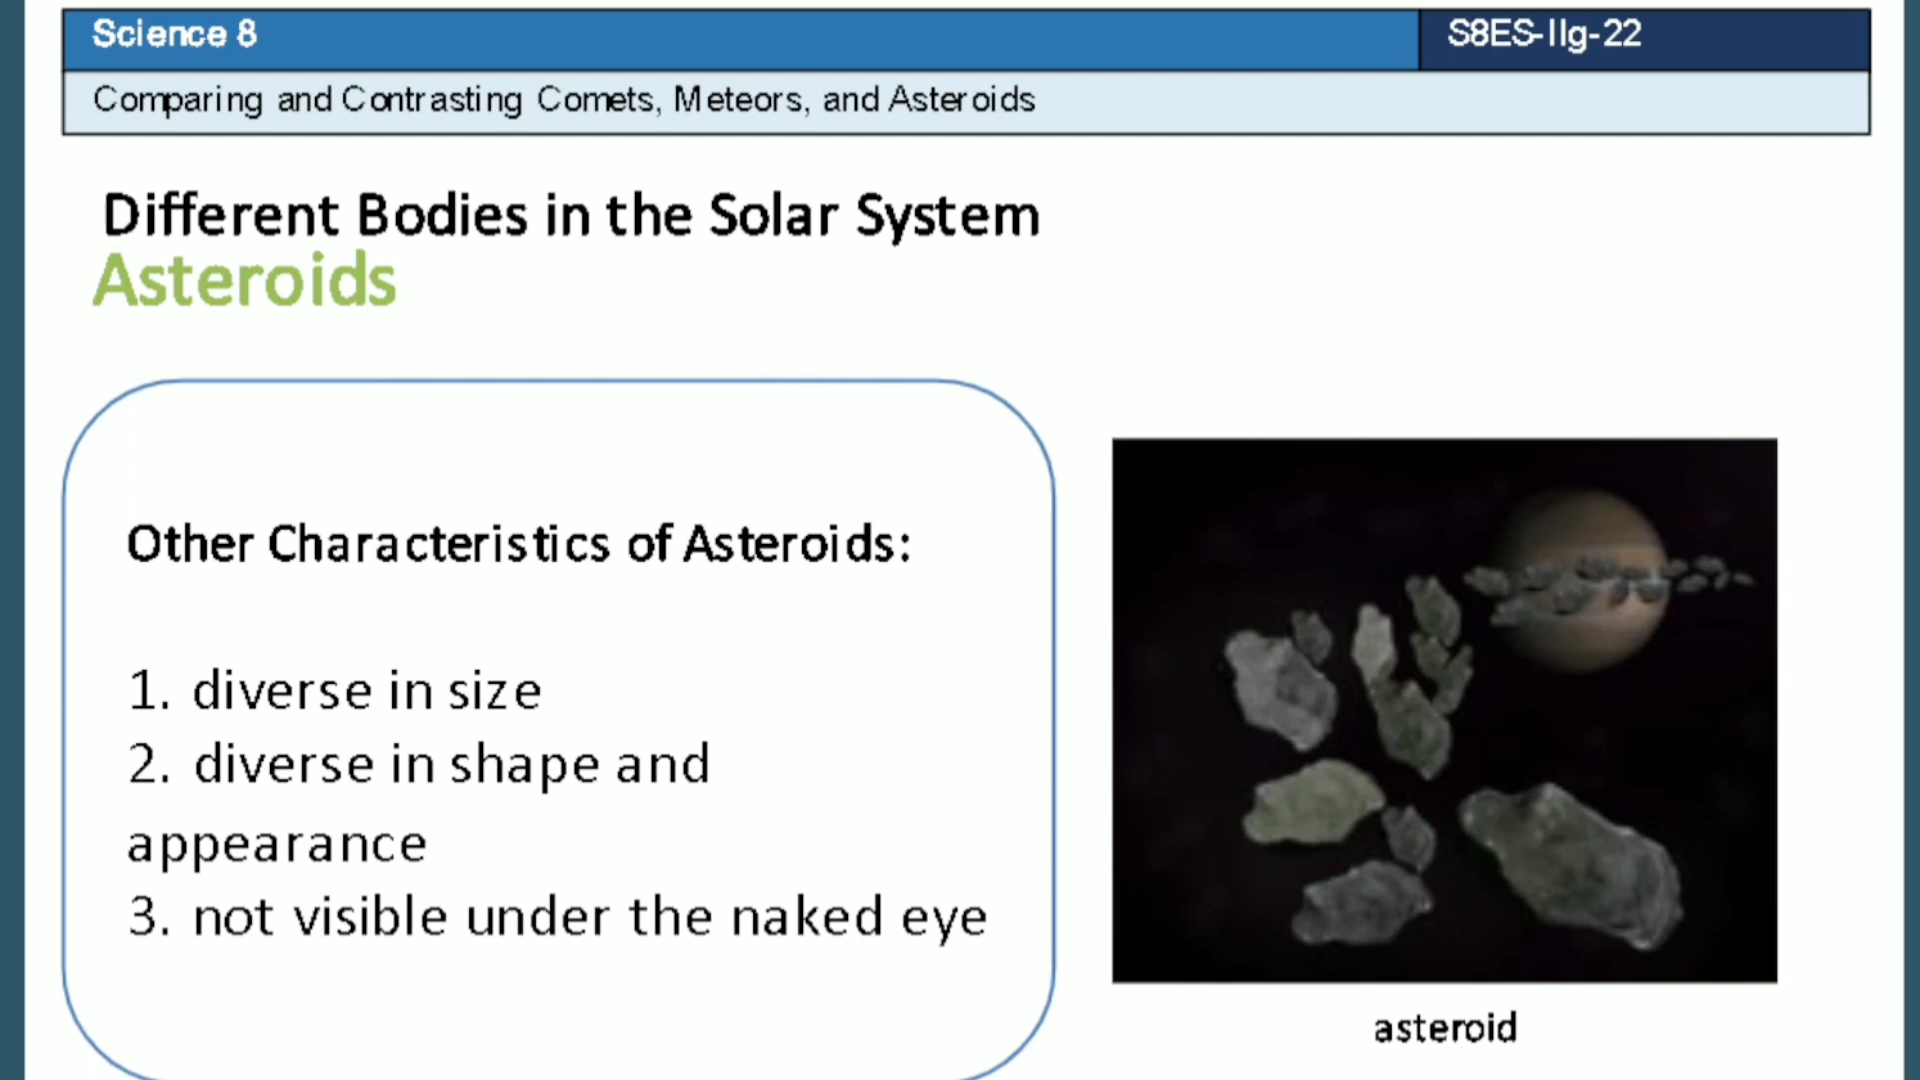 Science 8
S8ES-IIg-22
Comparing and Contrasting Comets, Meteors, and Asteroids
Different Bodies in the Solar System
Asteroids
Other Characteristics of Asteroids:
1. diverse in size
2. diverse in shape and
appearance
3. not visible under the naked eye
asteroid